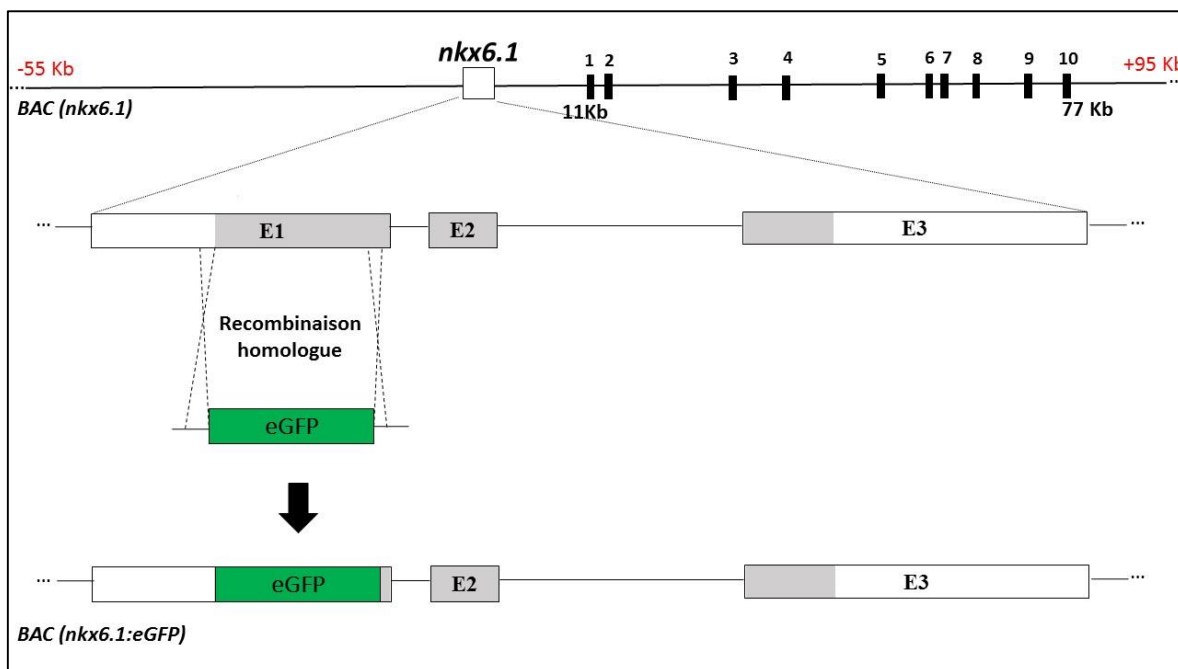 nkx6.1
1 2 3 4 5 6 7 8 9 10
-55 Kb +95 Kb
...
...
BAC (nkx6.1)
11Kb 77 Kb
... E1 E2 E3 ...
Recombinaison
homologue
eGFP
... eGFP E2 E3 ...
BAC (nkx6.1:eGFP)